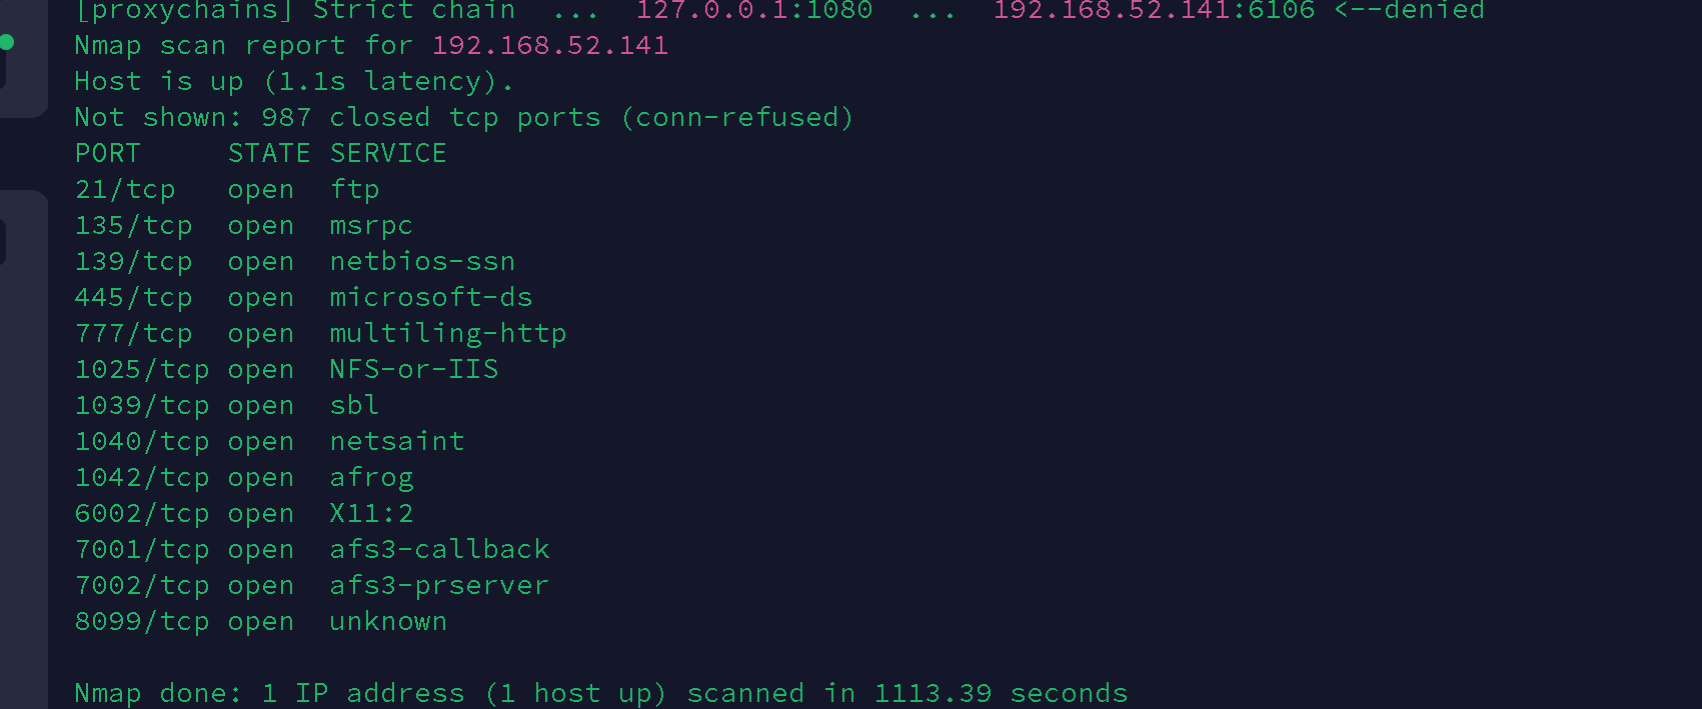 [proxychains] Strict chain  ...  127.0.0.1:1080  ...  192.168.52.141:6106 <--denied
Nmap scan report for 192.168.52.141
Host is up (1.1s latency).
Not shown: 987 closed tcp ports (conn-refused)
PORT     STATE SERVICE
21/tcp   open  ftp
135/tcp  open  msrpc
139/tcp  open  netbios-ssn
445/tcp  open  microsoft-ds
777/tcp  open  multiling-http
1025/tcp open  NFS-or-IIS
1039/tcp open  sbl
1040/tcp open  netsaint
1042/tcp open  afrog
6002/tcp open  X11:2
7001/tcp open  afs3-callback
7002/tcp open  afs3-prserver
8099/tcp open  unknown
Nmap done: 1 IP address (1 host up) scanned in 1113.39 seconds